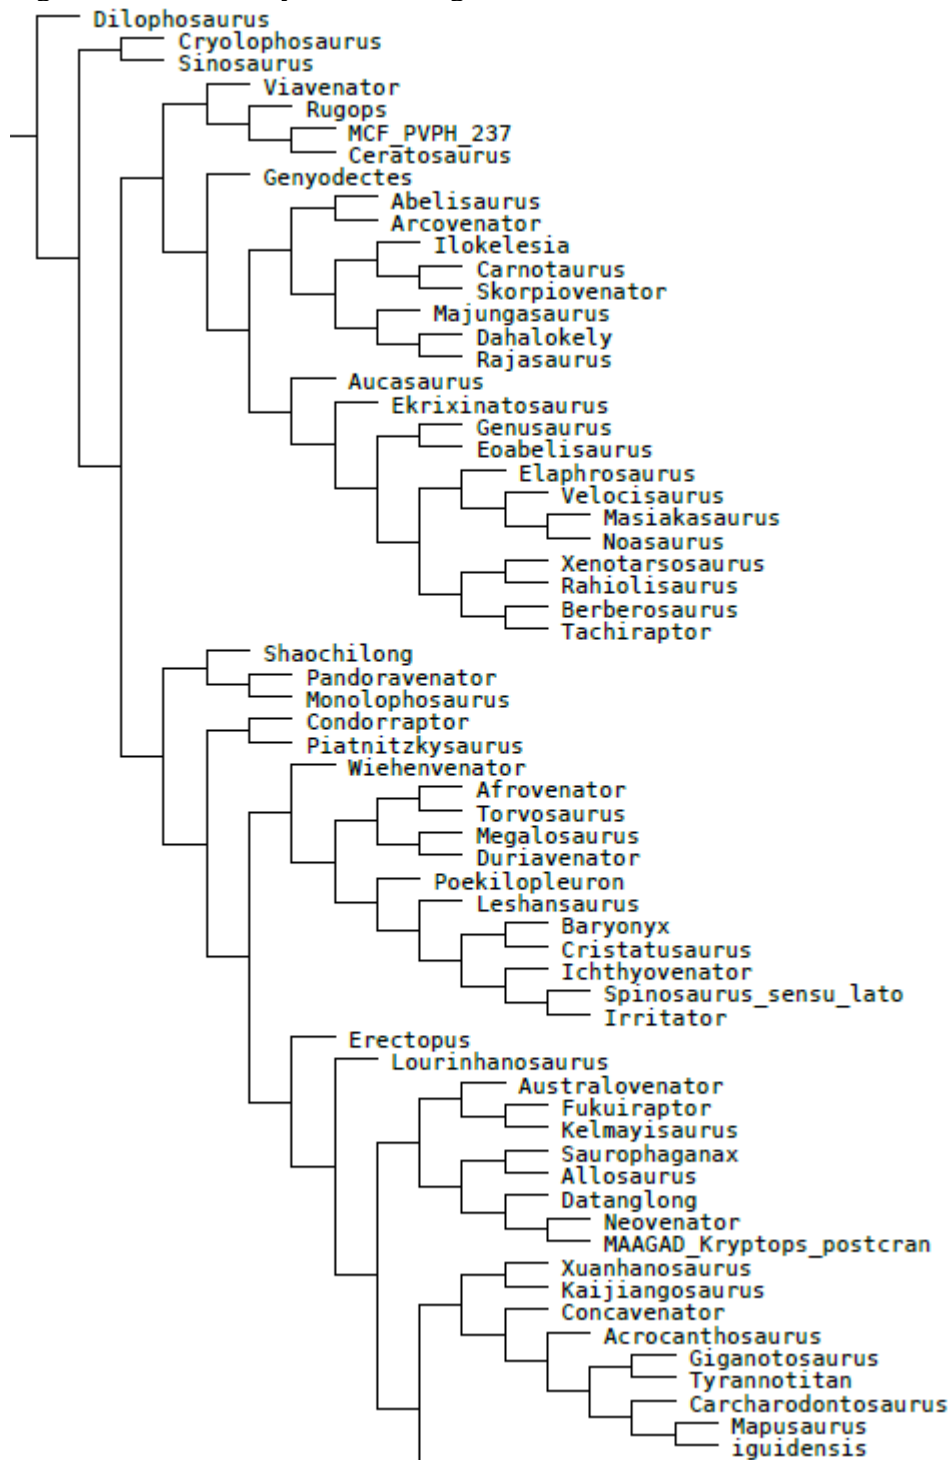 Dilophosaurus
Cryolophosaurus
Sinosaurus
Viavenator
Rugops
MCF_PVPH_237
Ceratosaurus
Genyodectes
Abelisaurus
Arcovenator
Ilokelesia
Carnotaurus
Skorpiovenator
Majungasaurus
Dahalokely
Rajasaurus
Aucasaurus
Ekrixinatosaurus
Genusaurus
Eoabelisaurus
Elaphrosaurus
Velocisaurus
Masiakasaurus
Noasaurus
Xenotarsosaurus
Rahiolisaurus
Berberosaurus
Tachiraptor
Shaochilong
Pandoravenator
Monolophosaurus
Condorraptor
Piatnitzkysaurus
Wiehenvenator
Afrovenator
Torvosaurus
Megalosaurus
Duriavenator
Poekilopleuron
Leshansaurus
Baryonyx
Cristatusaurus
Ichthyovenator
Spinosaurus_sensu_lato
Irritator
Erectopus
Lourinhanosaurus
Australovenator
Fukuiraptor
Kelmayisaurus
Saurophaganax
Allosaurus
Datanglong
Neovenator
MAAGAD_Kryptops_postcran
Xuanhanosaurus
Kaijiangosaurus
Concavenator
Acrocanthosaurus
Giganotosaurus
Tyrannotitan
Carcharodontosaurus
Mapusaurus
iguidensis